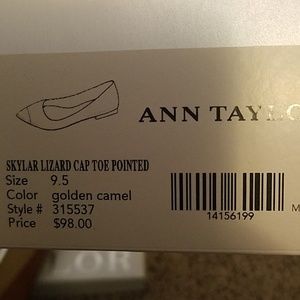 ANN TAYLO
SKYLAR LIZARD CAP TOE POINTED
Size 9.5
Color golden camel
Style # 315537
Price $98.00
14156199
M